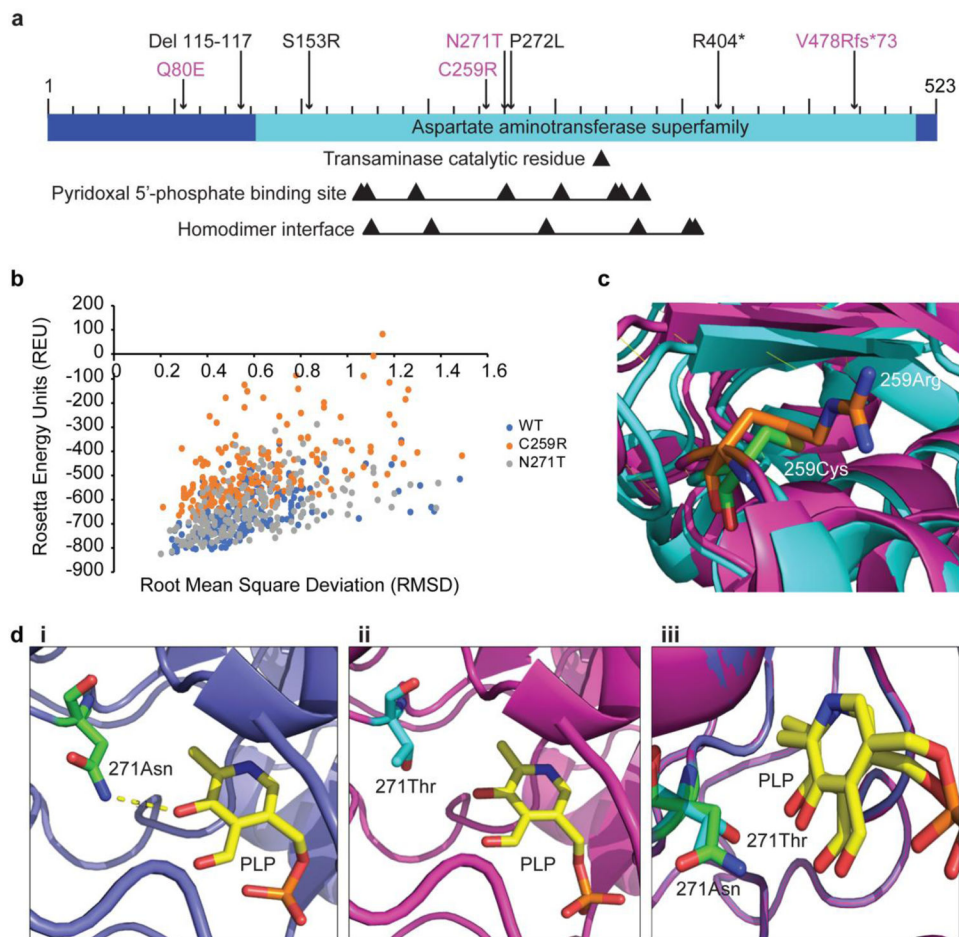 a
Del 115-117 S153R N271T P272L R404* V478Rfs*73
Q80E C259R
1 523
Aspartate aminotransferase superfamily
Transaminase catalytic residue
Pyridoxal 5'-phosphate binding site
Homodimer interface
b
Rosetta Energy Units (REU)
200
100
0
-100
-200
-300
-400
-500
-600
-700
-800
-900
0 0.2 0.4 0.6 0.8 1 1.2 1.4 1.6
WT
C259R
N271T
Root Mean Square Deviation (RMSD)
c
259Arg
259Cys
d
i
271Asn
PLP
ii
271Thr
PLP
iii
PLP
271Thr
271Asn